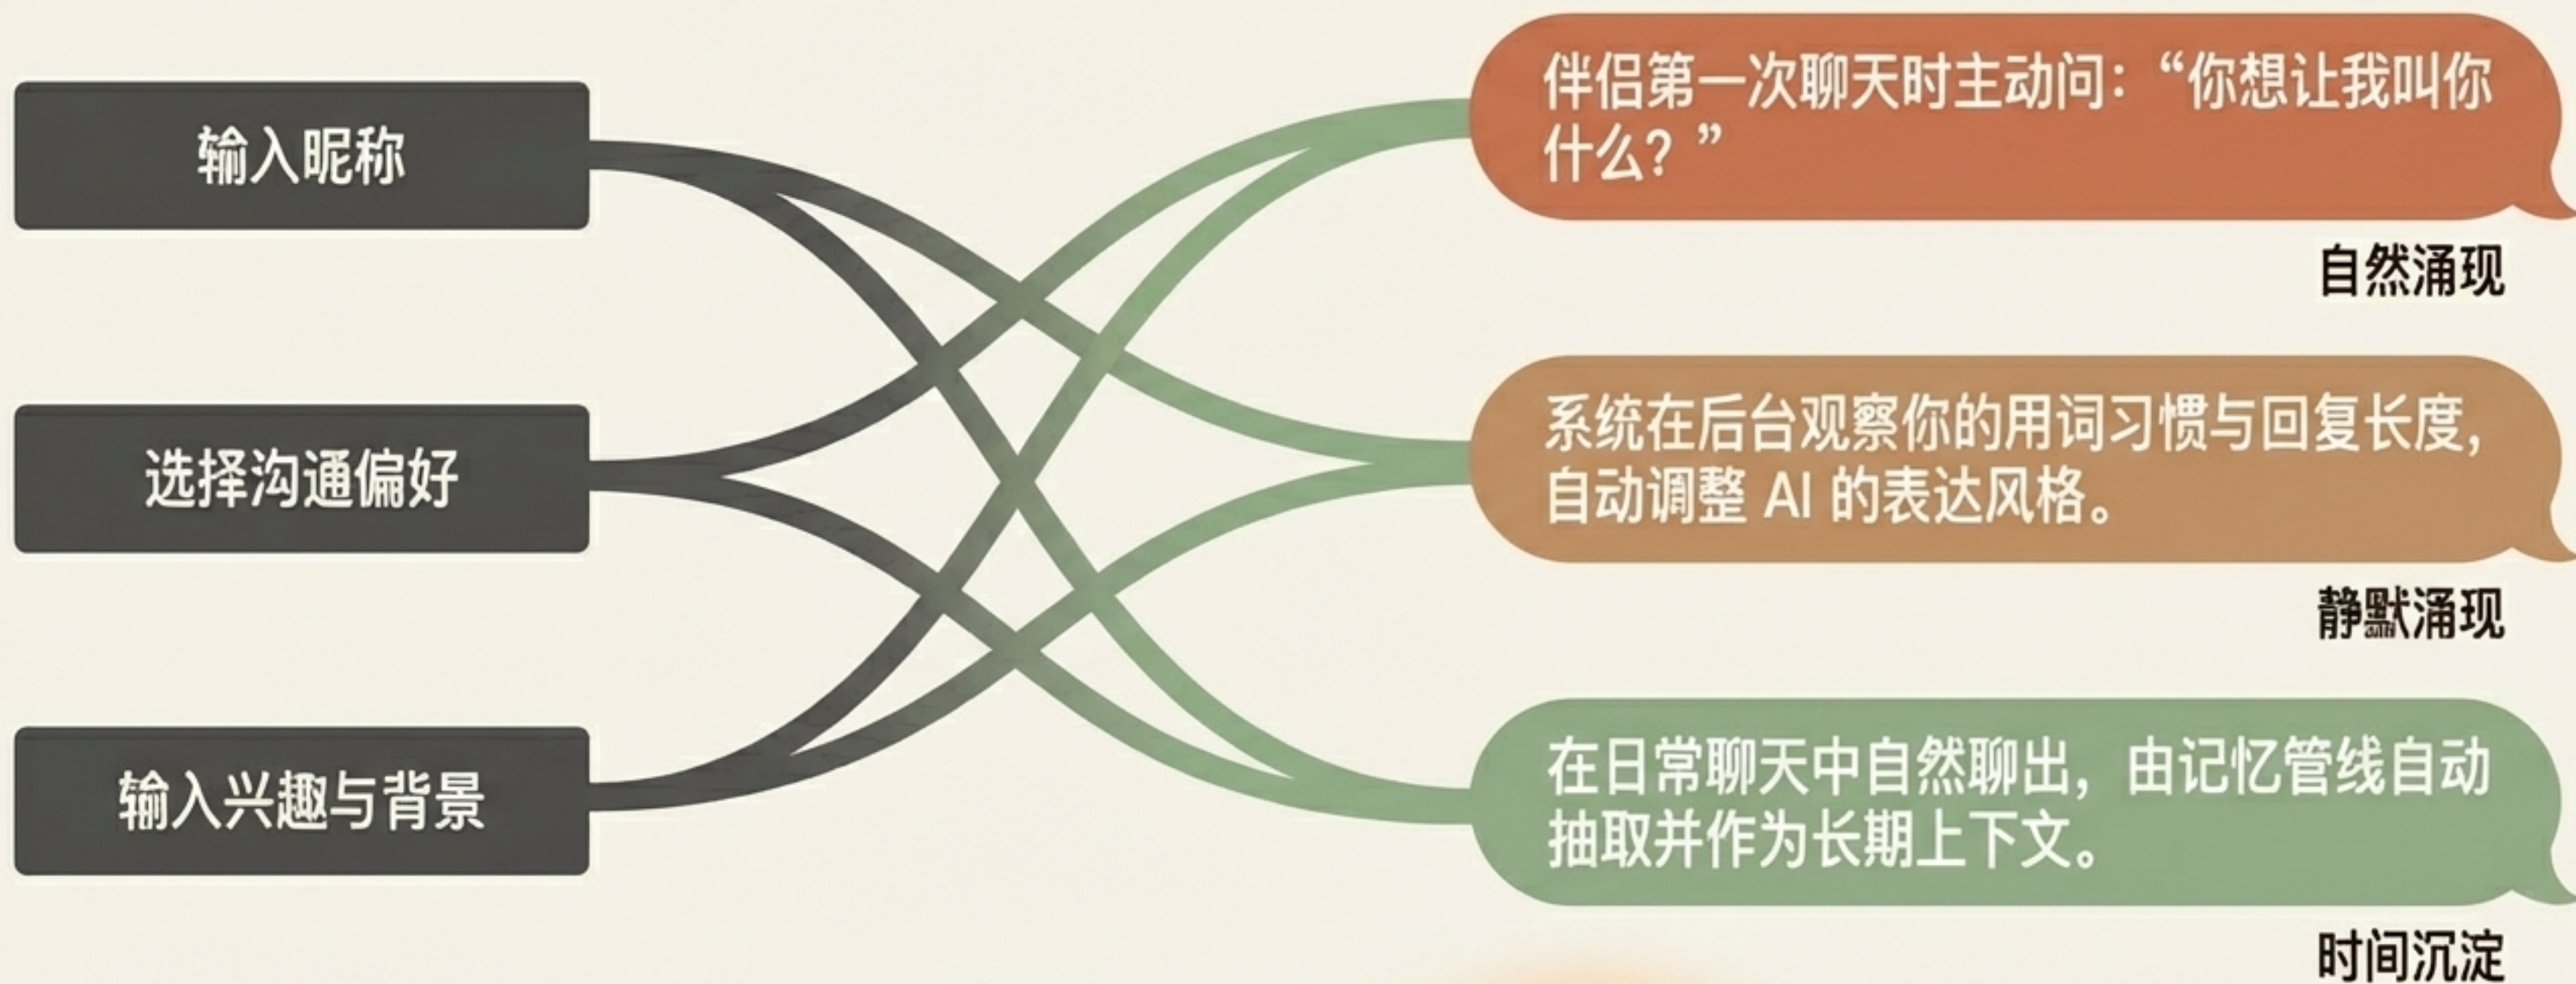 输入昵称
选择沟通偏好
输入兴趣与背景
伴侣第一次聊天时主动问：“你想让我叫你
什么？”
自然涌现
系统在后台观察你的用词习惯与回复长度，
自动调整 AI 的表达风格。
静默涌现
在日常聊天中自然聊出，由记忆管线自动
抽取并作为长期上下文。
时间沉淀